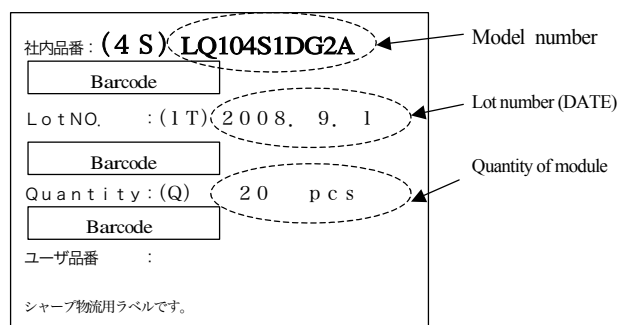 社内品番：(４Ｓ) LQ104S1DG2A
Model number
Barcode
ＬｏｔNO． ：(１Ｔ) ２００８． ９． １
Lot number (DATE)
Barcode
Quantity of module
Ｑｕａｎｔｉｔｙ：(Ｑ) ２０ ｐｃｓ
Barcode
ユーザ品番 ：
シャープ物流用ラベルです。